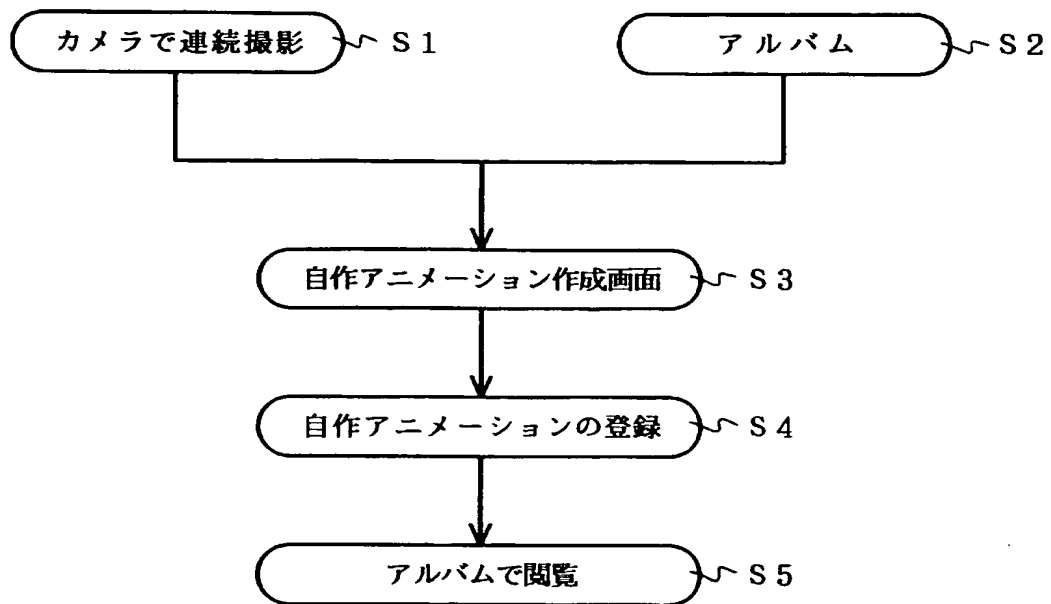 カメラで連続撮影 S1
アルバム S2
自作アニメーション作成画面 S3
自作アニメーションの登録 S4
アルバムで閲覧 S5